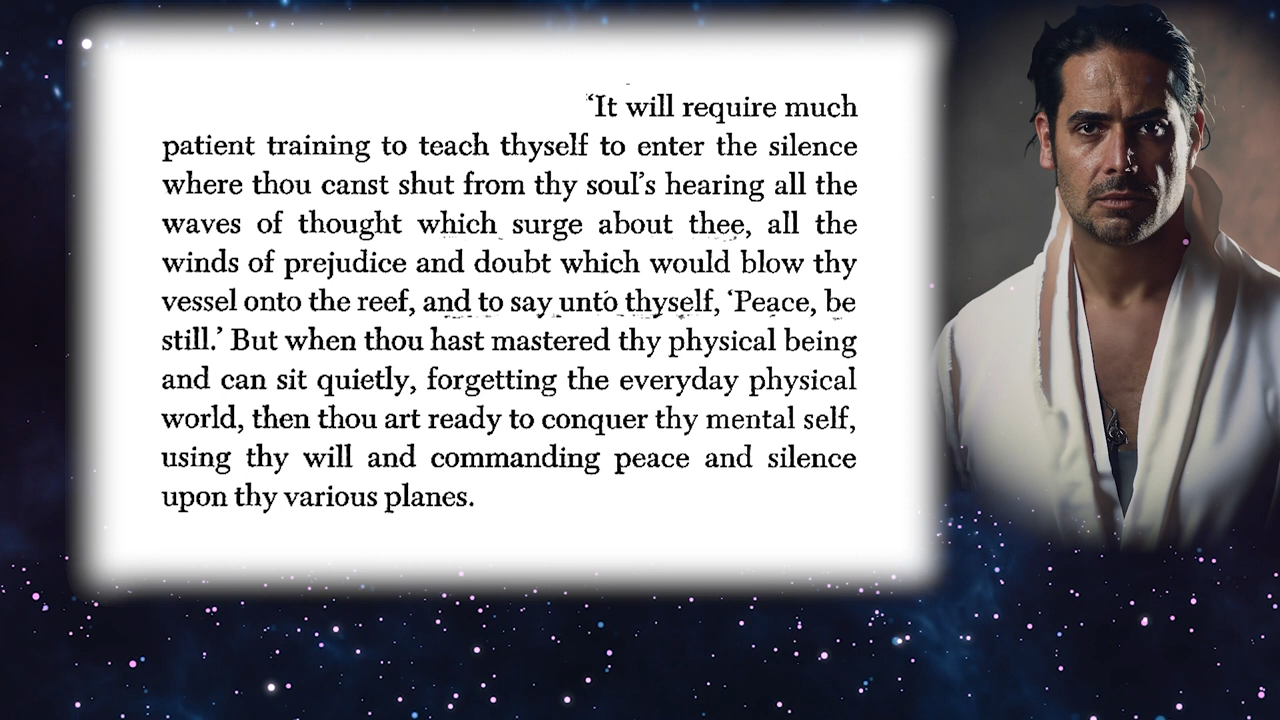 ‘It will require much
patient training to teach thyself to enter the silence
where thou canst shut from thy soul’s hearing all the
waves of thought which surge about thee, all the
winds of prejudice and doubt which would blow thy
vessel onto the reef, and to say unto thyself, ‘Peace, be
still.’ But when thou hast mastered thy physical being
and can sit quietly, forgetting the everyday physical
world, then thou art ready to conquer thy mental self,
using thy will and commanding peace and silence
upon thy various planes.